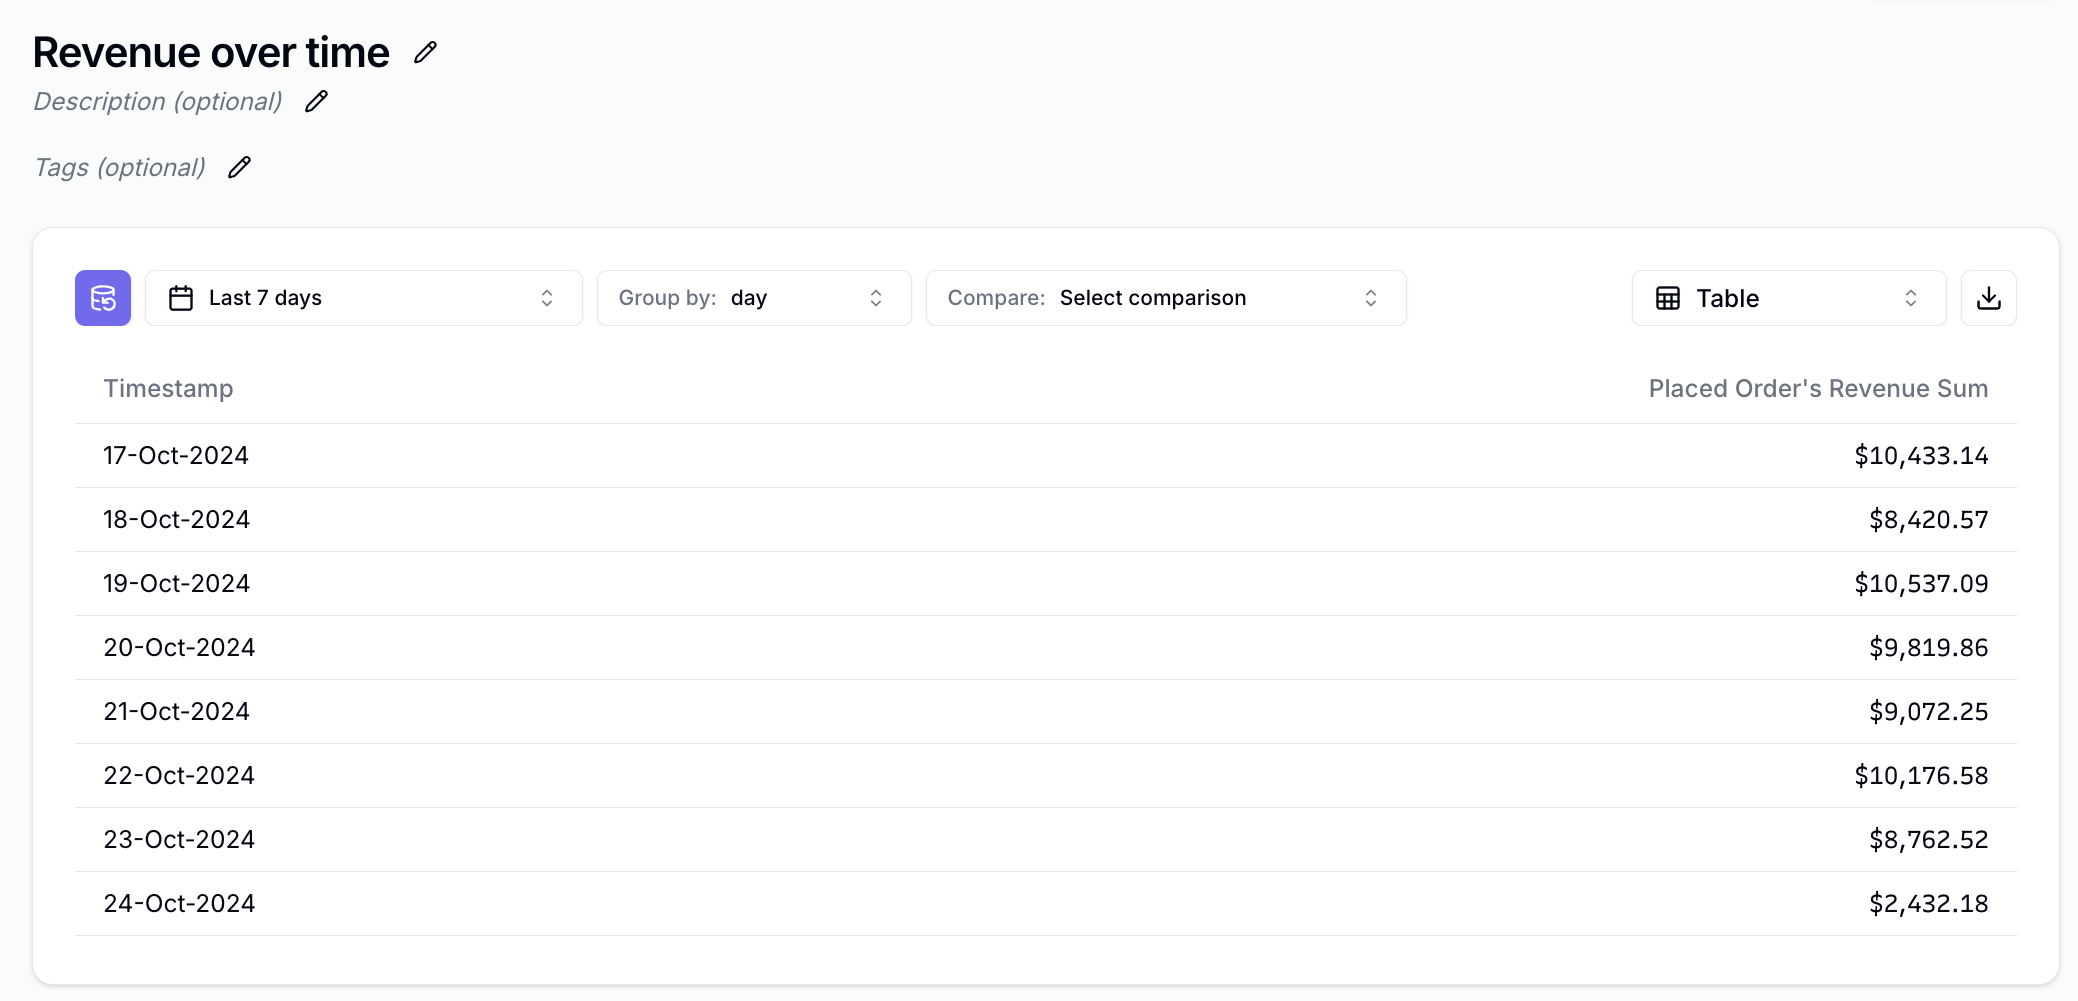 Revenue over time
Description (optional)
Tags (optional)
Last 7 days Group by: day Compare: Select comparison Table
Timestamp Placed Order's Revenue Sum
17-Oct-2024 $10,433.14
18-Oct-2024 $8,420.57
19-Oct-2024 $10,537.09
20-Oct-2024 $9,819.86
21-Oct-2024 $9,072.25
22-Oct-2024 $10,176.58
23-Oct-2024 $8,762.52
24-Oct-2024 $2,432.18